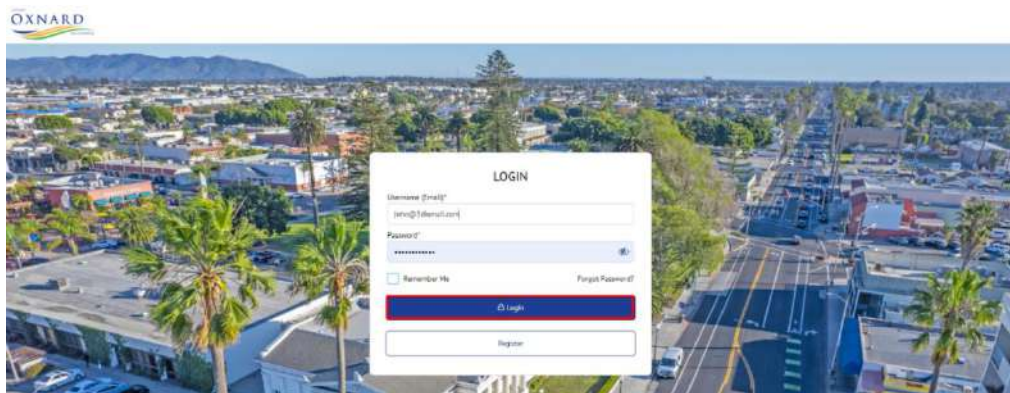 OXNARD
LOGIN
Username (Email)*
Password*
••••••••••••
Remember Me
Forgot Password?
Login
Register